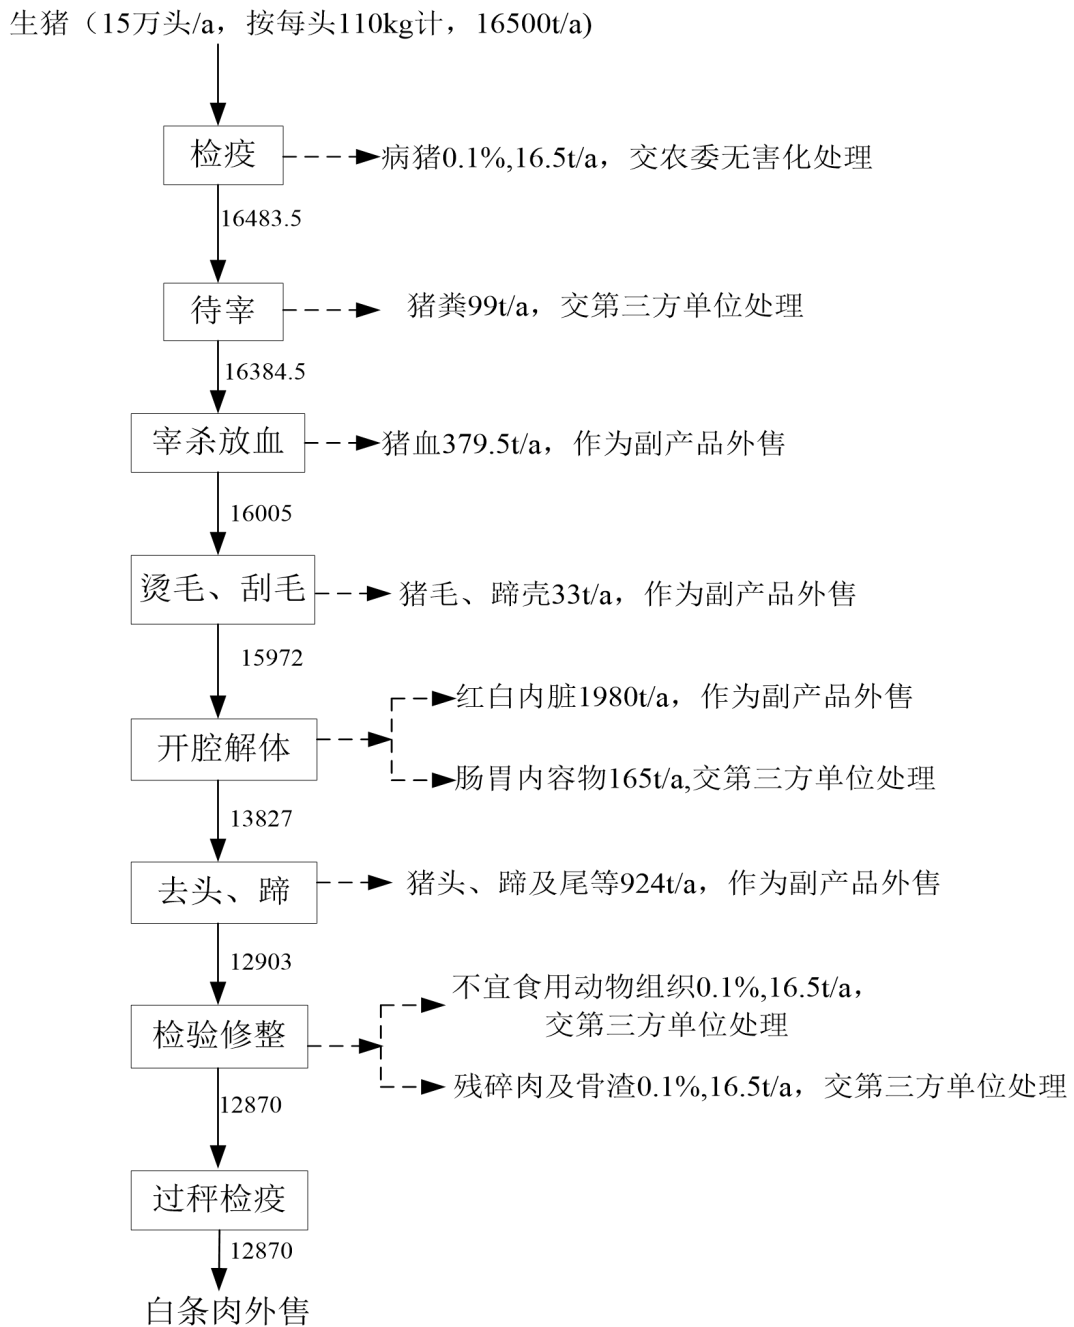 生猪（15万头/a，按每头110kg计，16500t/a)
检疫
病猪0.1%,16.5t/a，交农委无害化处理
16483.5
待宰
猪粪99t/a，交第三方单位处理
16384.5
宰杀放血
猪血379.5t/a，作为副产品外售
16005
烫毛、刮毛
猪毛、蹄壳33t/a，作为副产品外售
15972
红白内脏1980t/a，作为副产品外售
开腔解体
肠胃内容物165t/a,交第三方单位处理
13827
去头、蹄
猪头、蹄及尾等924t/a，作为副产品外售
12903
不宜食用动物组织0.1%,16.5t/a，
交第三方单位处理
检验修整
残碎肉及骨渣0.1%,16.5t/a，交第三方单位处理
12870
过秤检疫
12870
白条肉外售